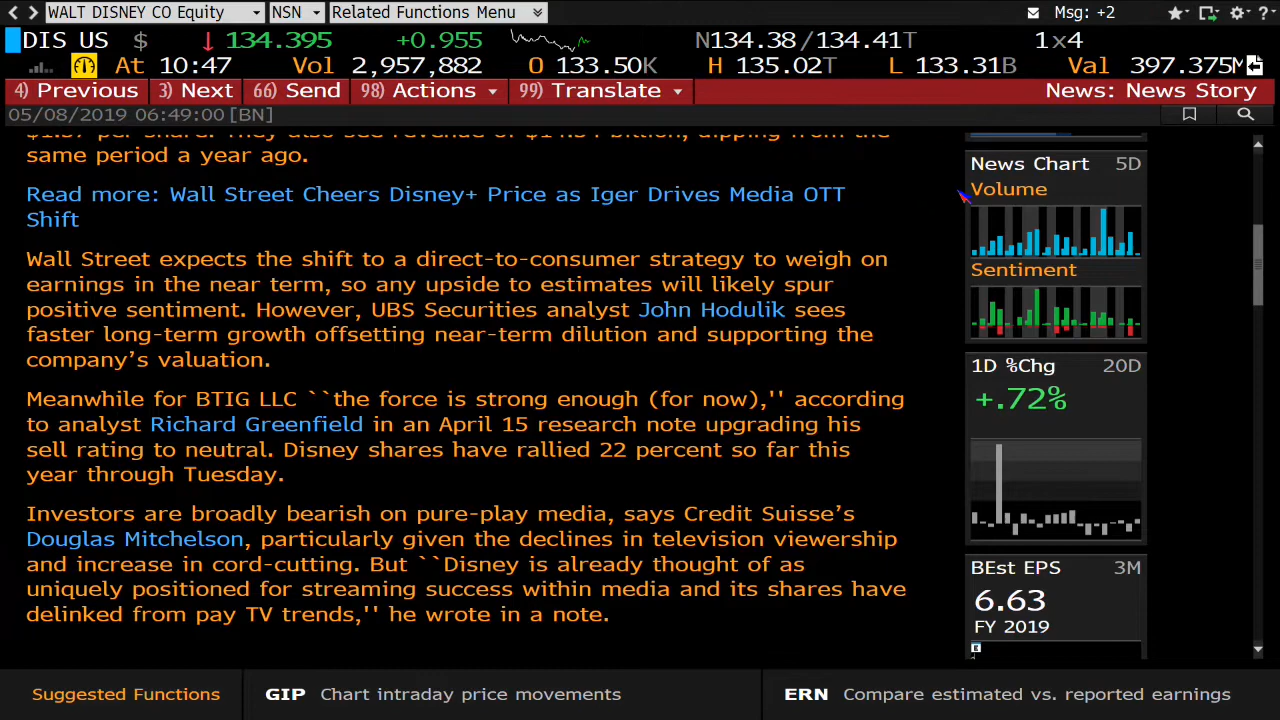 WALT DISNEY CO Equity NSN Related Functions Menu Msg: +2
DIS US $ ↓ 134.395 +0.955 N134.38/134.41T 1x4
At 10:47 Vol 2,957,882 O 133.50K H 135.02T L 133.31B Val 397.375M
4) Previous 3) Next 66) Send 98) Actions 99) Translate News: News Story
05/08/2019 06:49:00 [BN]
same period a year ago.
Read more: Wall Street Cheers Disney+ Price as Iger Drives Media OTT
Shift
Wall Street expects the shift to a direct-to-consumer strategy to weigh on
earnings in the near term, so any upside to estimates will likely spur
positive sentiment. However, UBS Securities analyst John Hodulik sees
faster long-term growth offsetting near-term dilution and supporting the
company's valuation.
Meanwhile for BTIG LLC ``the force is strong enough (for now),'' according
to analyst Richard Greenfield in an April 15 research note upgrading his
sell rating to neutral. Disney shares have rallied 22 percent so far this
year through Tuesday.
Investors are broadly bearish on pure-play media, says Credit Suisse's
Douglas Mitchelson, particularly given the declines in television viewership
and increase in cord-cutting. But ``Disney is already thought of as
uniquely positioned for streaming success within media and its shares have
delinked from pay TV trends,'' he wrote in a note.
News Chart 5D
Volume
Sentiment
1D %Chg 20D
+.72%
BEst EPS 3M
6.63
FY 2019
Suggested Functions GIP Chart intraday price movements ERN Compare estimated vs. reported earnings